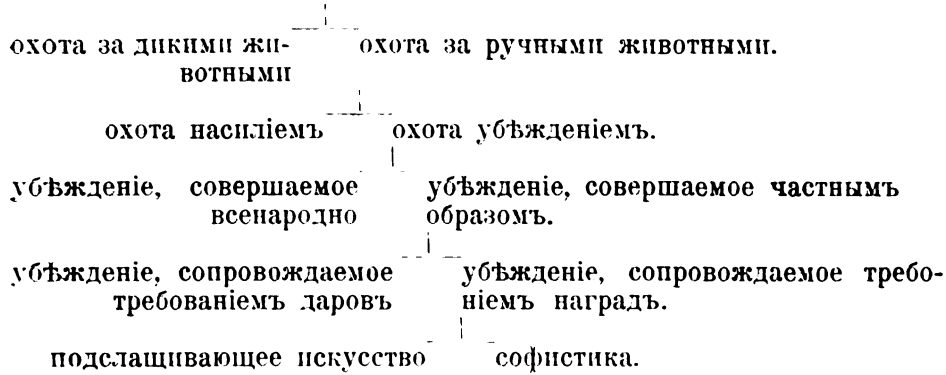 охота за дикими жи- охота за ручными животными.
вотными
охота насиліемъ охота убѣжденіемъ.
убѣжденіе, совершаемое убѣжденіе, совершаемое частнымъ
всенародно образомъ.
убѣжденіе, сопровождаемое убѣжденіе, сопровождаемое требо-
требованіемъ даровъ ніемъ наградъ.
подслащивающее искусство софистика.